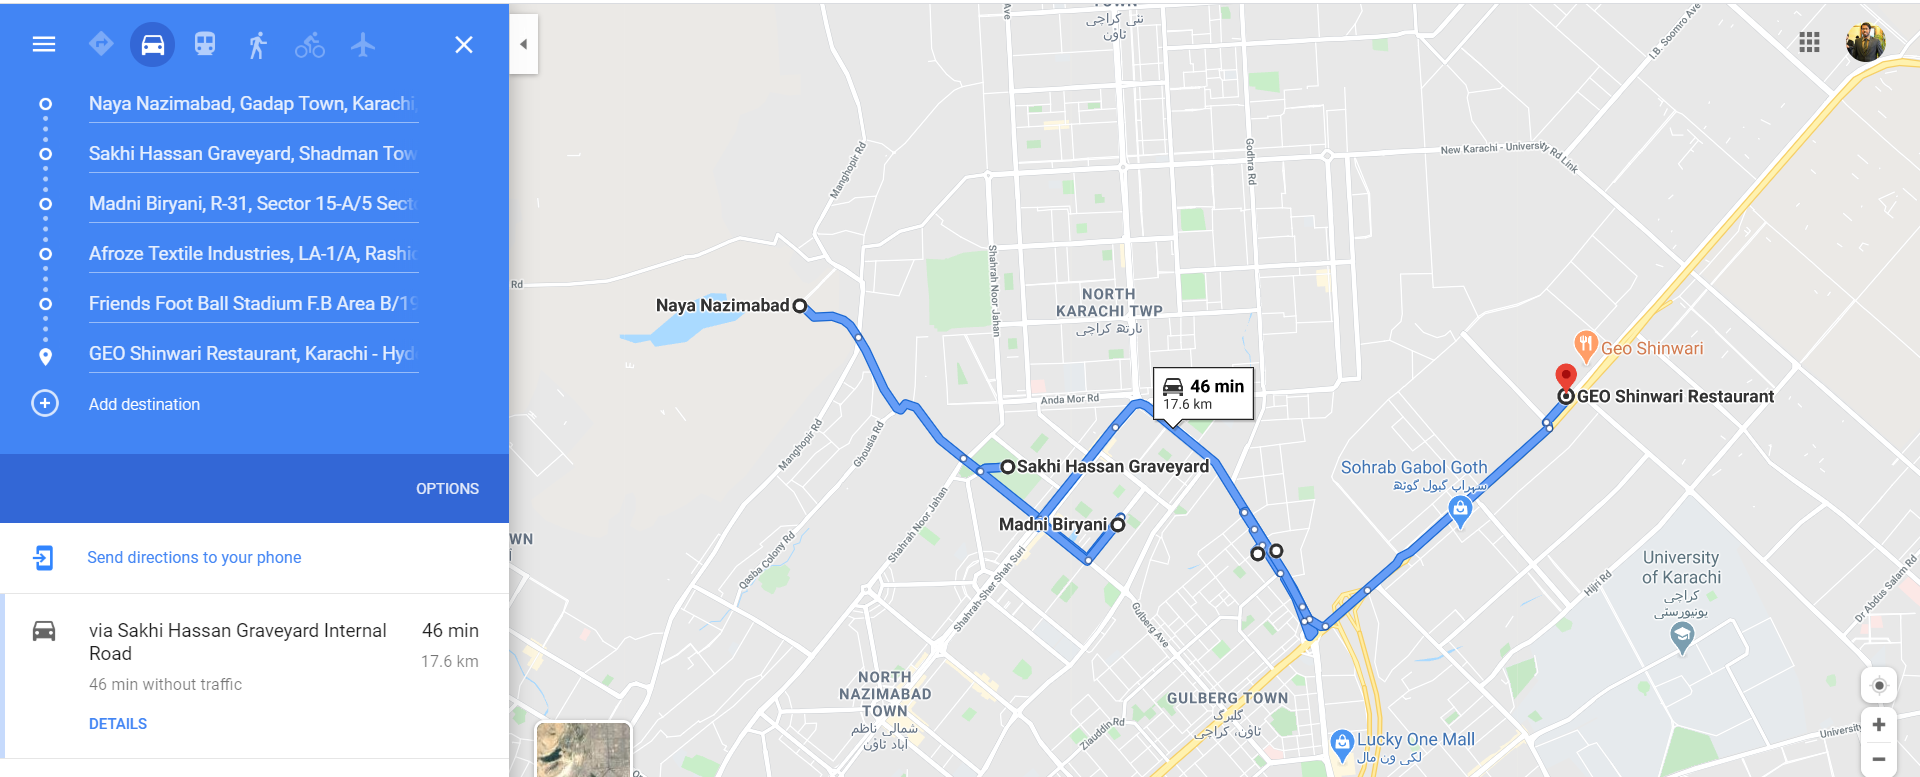 Naya Nazimabad, Gadap Town, Karachi,
Sakhi Hassan Graveyard, Shadman Tow
Madni Biryani, R-31, Sector 15-A/5 Secto
Afroze Textile Industries, LA-1/A, Rashid
Friends Foot Ball Stadium F.B Area B/19
GEO Shinwari Restaurant, Karachi - Hyd
Add destination
OPTIONS
Send directions to your phone
via Sakhi Hassan Graveyard Internal
Road
46 min
17.6 km
46 min without traffic
DETAILS
TOWN
نئی کراچی
ٹاؤن
Ave
I.B. Soomro Ave
Manghopir Rd
Godhra Rd
New Karachi - University Rd Link
Rd
Shahrah Noor Jahan
Naya Nazimabad
NORTH
KARACHI TWP
نارتھ کراچی
Geo Shinwari
46 min
17.6 km
Anda Mor Rd
GEO Shinwari Restaurant
Manghopir Rd
Ghousia Rd
Sakhi Hassan Graveyard
Sohrab Gabol Goth
سہراب گبول گوٹھ
Madni Biryani
WN
Shahrah Noor Jahan
Qasba Colony Rd
Shahrah-Sher Shah Suri
Gulberg Ave
University
of Karachi
کراچی
یونیورسٹی
Hijri Rd
Dr Abdus Salam Rd
NORTH
NAZIMABAD
TOWN
شمالی ناظم
آباد ٹاؤن
GULBERG TOWN
گلبرگ
ٹاؤن، کراچی
Ziauddin Rd
Lucky One Mall
لکی ون مال
University